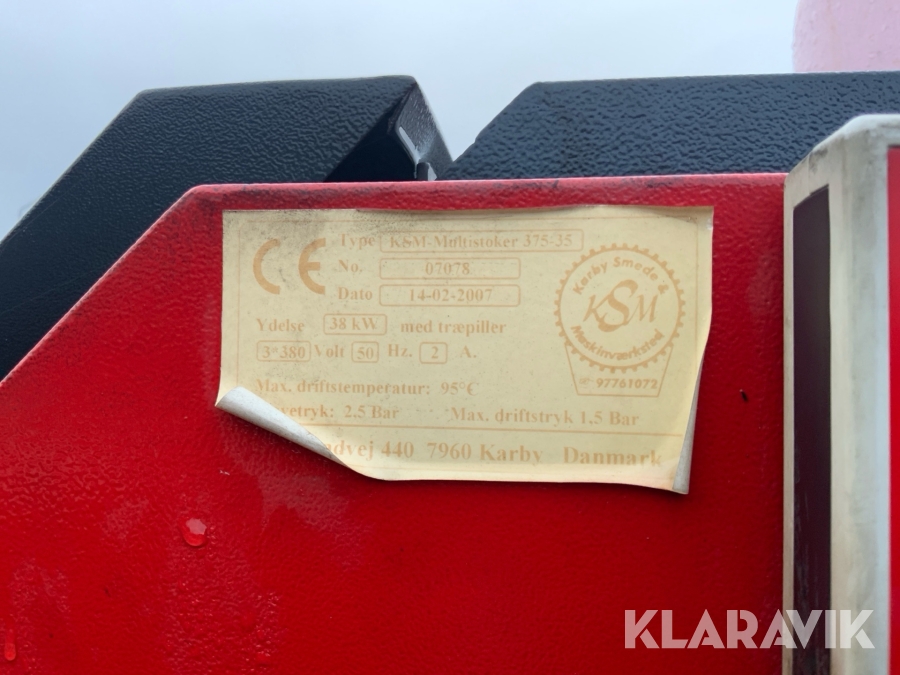 CE
Type KSM-Multistoker 375-35
No. 07078
Dato 14-02-2007
Ydelse 38 kW med træpiller
3*380 Volt 50 Hz. 2 A.
Max. driftstemperatur: 95°C
vetryk: 2,5 Bar Max. driftstryk 1,5 Bar
dvej 440 7960 Karby Danmark
Karby Smede &
KSM
Maskinværksted
97761072
KLARAVIK